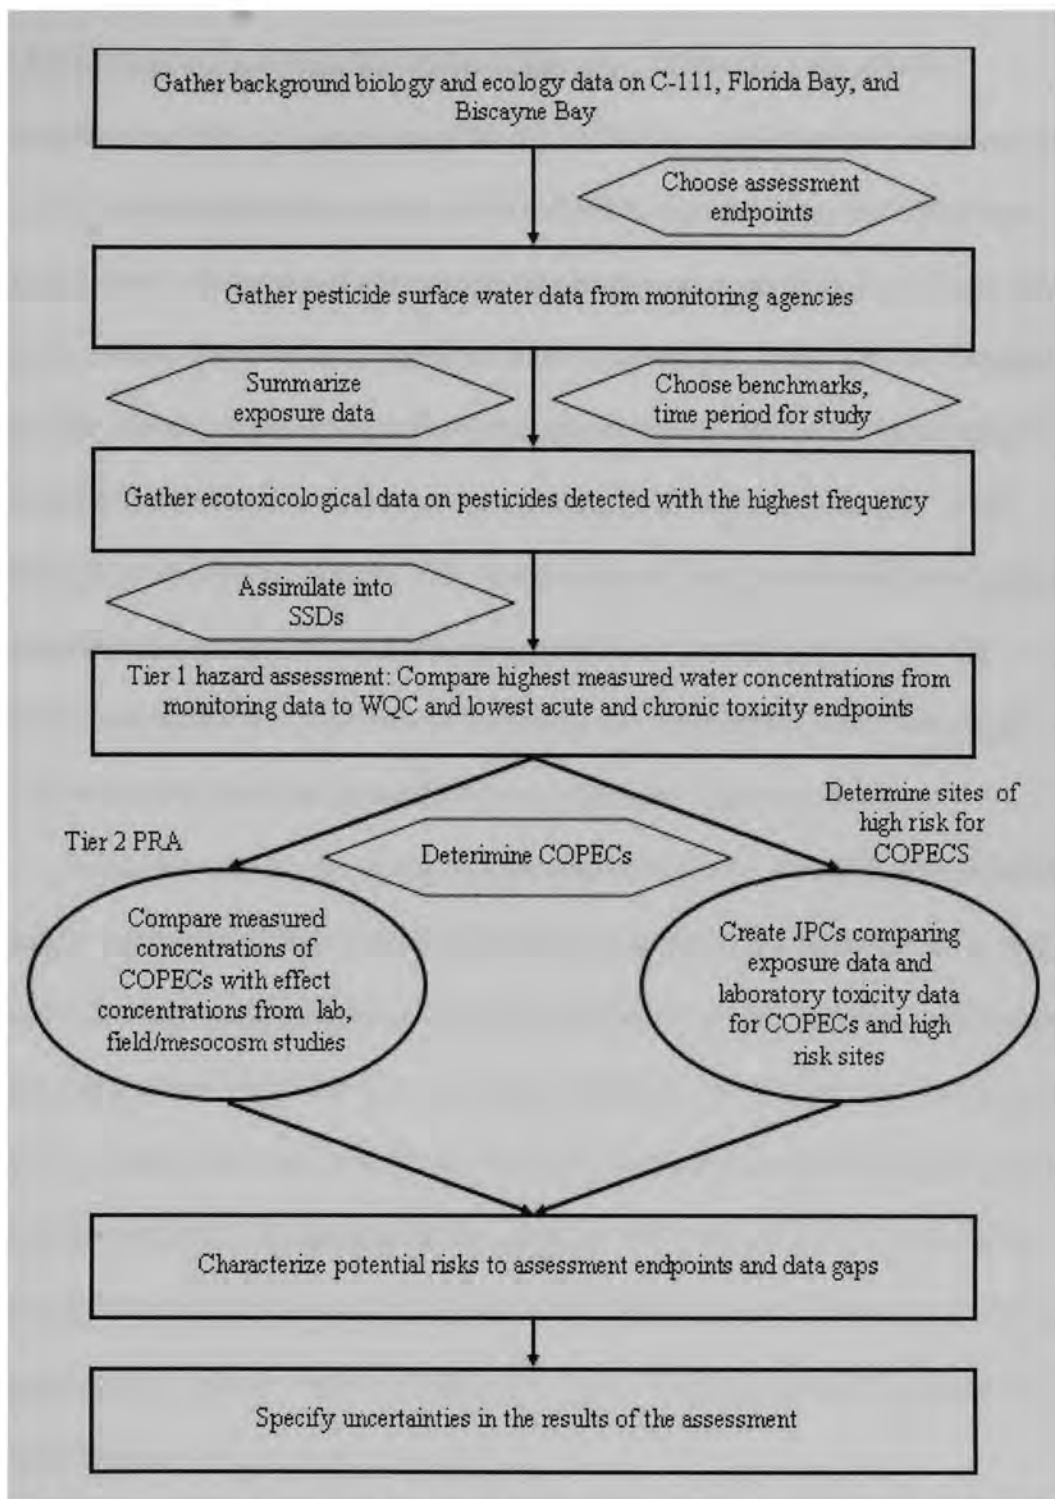 Gather background biology and ecology data on C-111, Florida Bay, and
Biscayne Bay
Choose assessment
endpoints
Gather pesticide surface water data from monitoring agencies
Summarize
exposure data
Choose benchmarks,
time period for study
Gather ecotoxicological data on pesticides detected with the highest frequency
Assimilate into
SSDs
Tier 1 hazard assessment: Compare highest measured water concentrations from
monitoring data to WQC and lowest acute and chronic toxicity endpoints
Tier 2 PRA
Deterimine COPECs
Determine sites of
high risk for
COPECS
Compare measured
concentrations of
COPECs with effect
concentrations from lab,
field/mesocosm studies
Create JPCs comparing
exposure data and
laboratory toxicity data
for COPECs and high
risk sites
Characterize potential risks to assessment endpoints and data gaps
Specify uncertainties in the results of the assessment